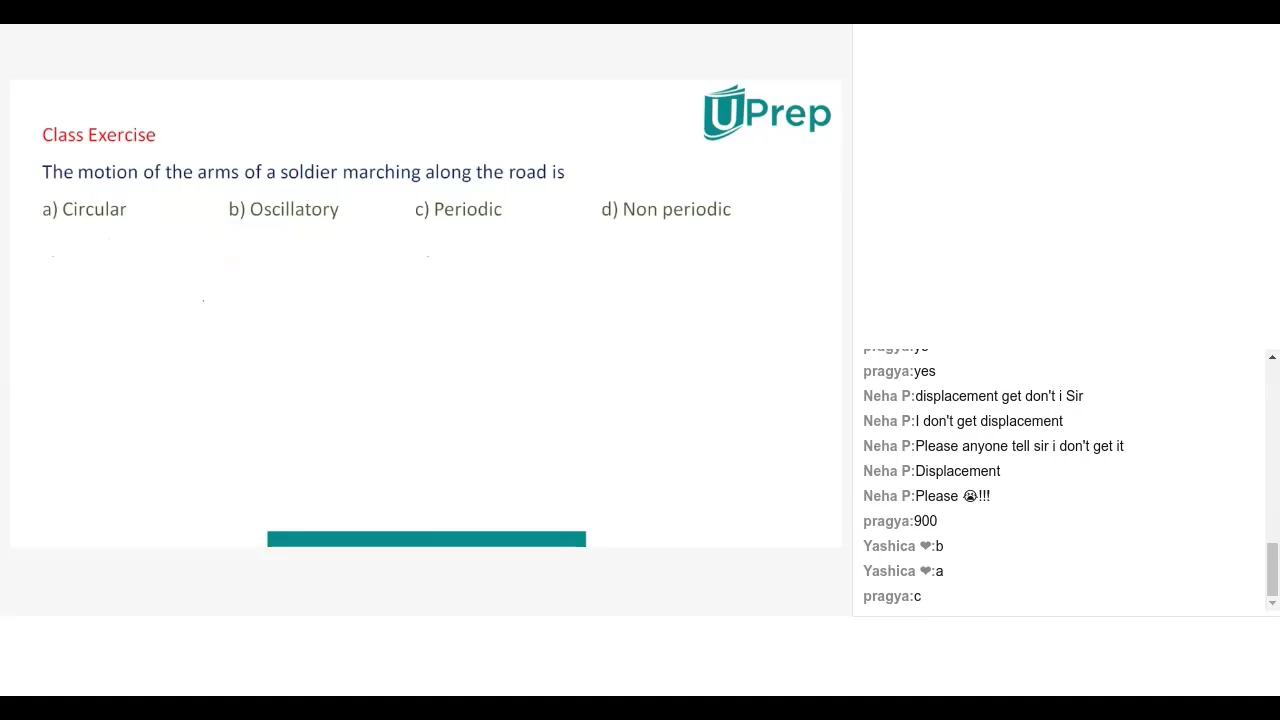 UPrep
Class Exercise
The motion of the arms of a soldier marching along the road is
a) Circular b) Oscillatory c) Periodic d) Non periodic
pragya:ye
pragya:yes
Neha P:displacement get don't i Sir
Neha P:I don't get displacement
Neha P:Please anyone tell sir i don't get it
Neha P:Displacement
Neha P:Please 😭!!!
pragya:900
Yashica ❤:b
Yashica ❤:a
pragya:c